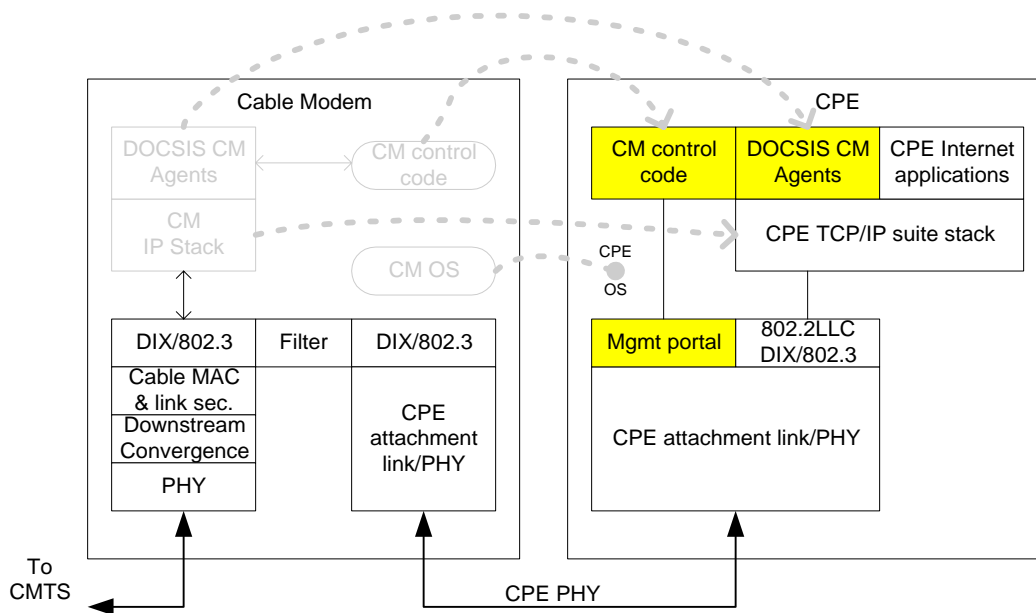 Cable Modem
DOCSIS CM
Agents
CM control
code
CM
IP Stack
CM OS
DIX/802.3
Filter
DIX/802.3
Cable MAC
& link sec.
Downstream
Convergence
PHY
CPE
attachment
link/PHY
To
CMTS
CPE PHY
CPE
CM control
code
DOCSIS CM
Agents
CPE Internet
applications
CPE TCP/IP suite stack
CPE
OS
Mgmt portal
802.2LLC
DIX/802.3
CPE attachment link/PHY